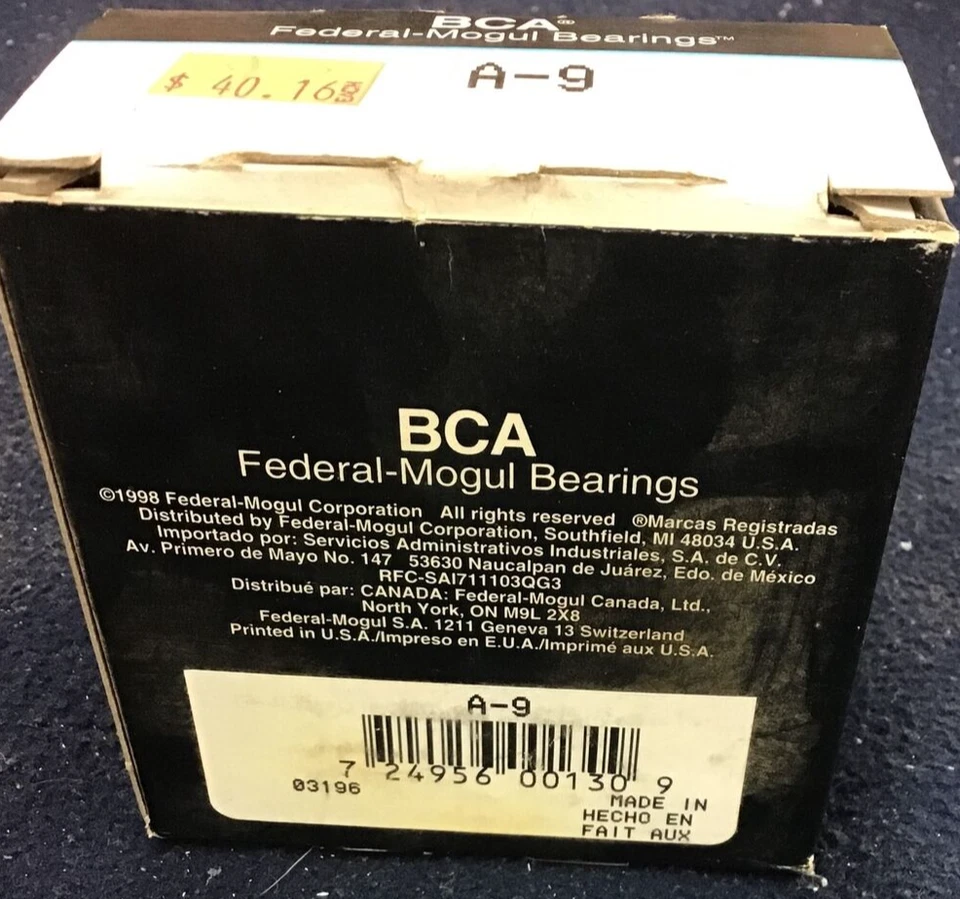 BCA®
Federal-Mogul Bearings™
$ 40.16 EACH
A-9
BCA
Federal-Mogul Bearings
©1998 Federal-Mogul Corporation All rights reserved ®Marcas Registradas
Distributed by Federal-Mogul Corporation, Southfield, MI 48034 U.S.A.
Importado por: Servicios Administrativos Industriales, S.A. de C.V.
Av. Primero de Mayo No. 147 53630 Naucalpan de Juárez, Edo. de México
RFC-SAI711103QG3
Distribué par: CANADA: Federal-Mogul Canada, Ltd.,
North York, ON M9L 2X8
Federal-Mogul S.A. 1211 Geneva 13 Switzerland
Printed in U.S.A./Impreso en E.U.A./Imprimé aux U.S.A.
A-9
7 24956 00130 9
03196
MADE IN
HECHO EN
FAIT AUX